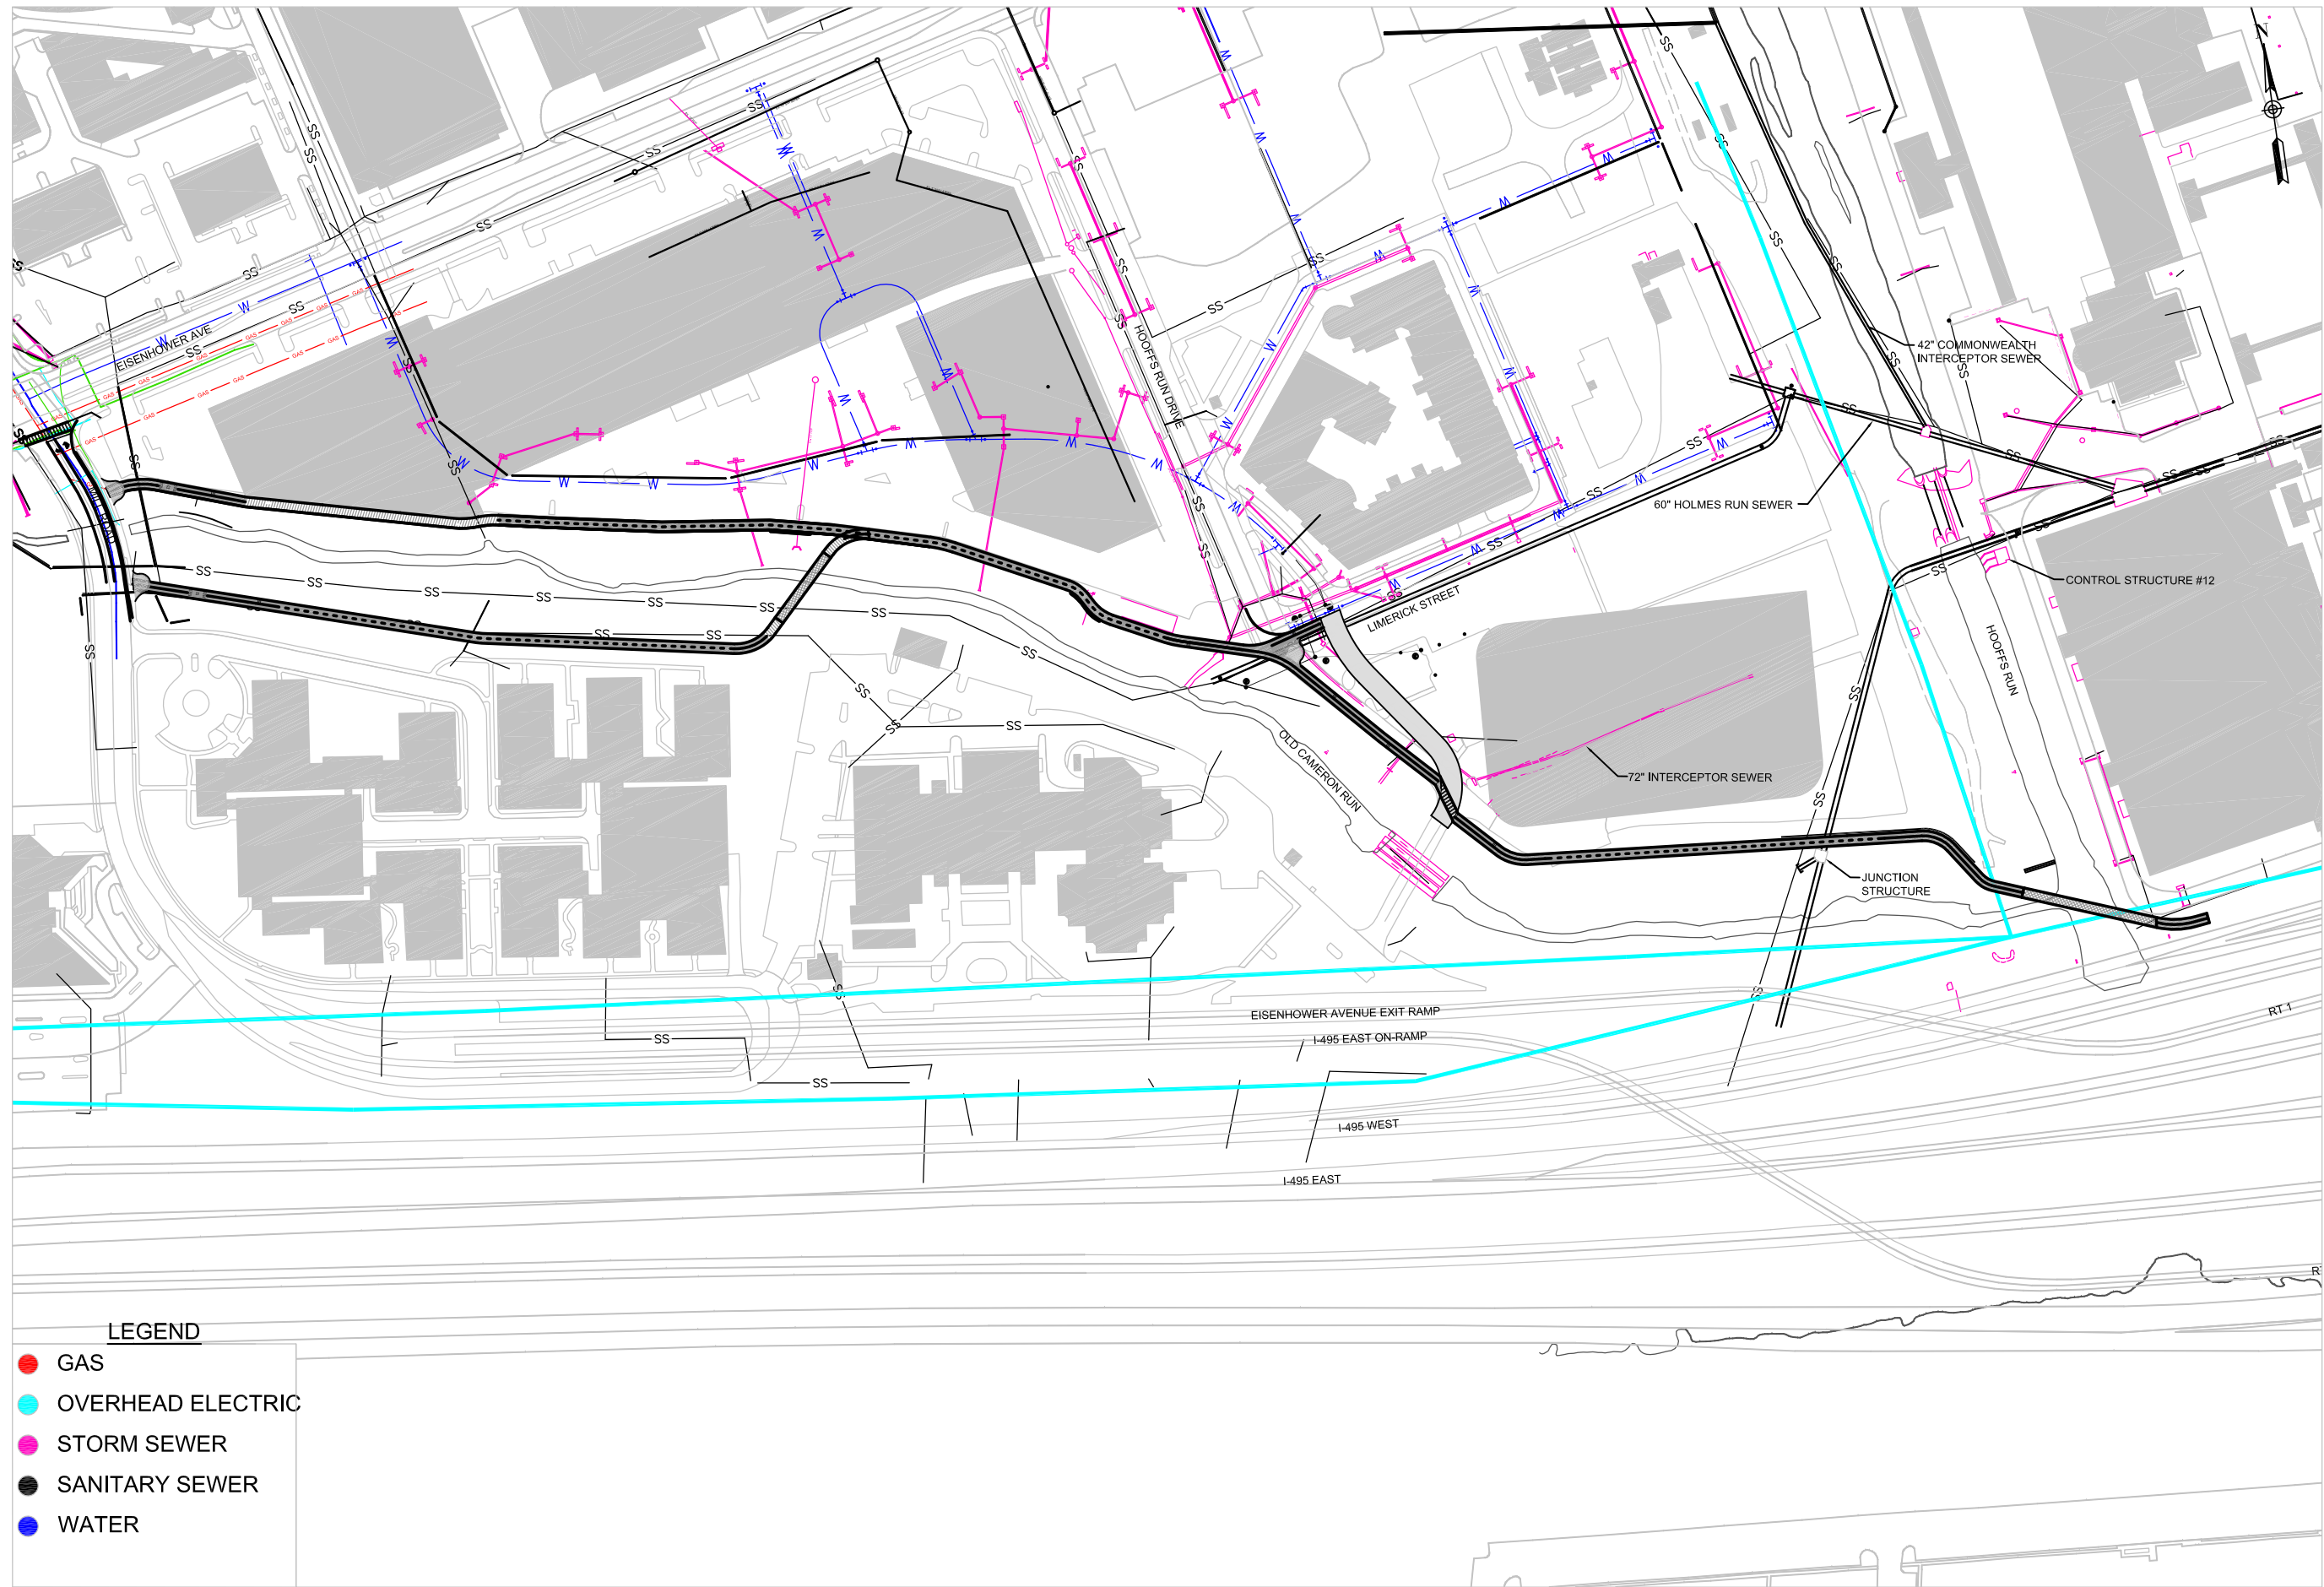 N
EISENHOWER AVE
HOOFFS RUN DRIVE
42" COMMONWEALTH
INTERCEPTOR SEWER
60" HOLMES RUN SEWER
CONTROL STRUCTURE #12
LIMERICK STREET
HOOFFS RUN
OLD CAMERON RUN
72" INTERCEPTOR SEWER
JUNCTION
STRUCTURE
EISENHOWER AVENUE EXIT RAMP
RT 1
I-495 EAST ON-RAMP
I-495 WEST
I-495 EAST
LEGEND
GAS
OVERHEAD ELECTRIC
STORM SEWER
SANITARY SEWER
WATER